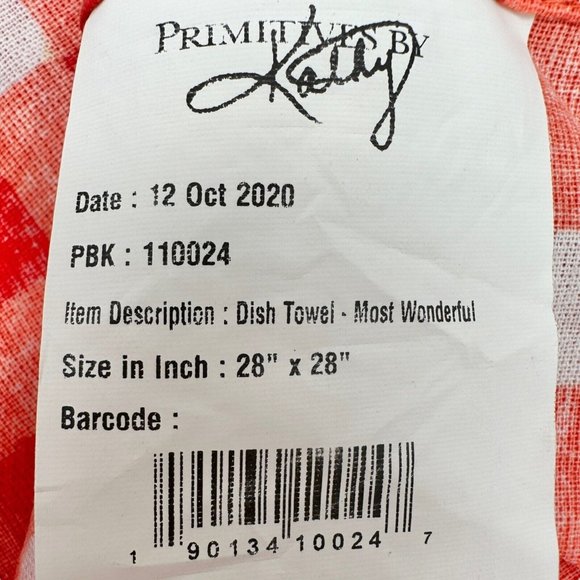 PRIMITIVES BY
Kathy
Date : 12 Oct 2020
PBK : 110024
Item Description : Dish Towel - Most Wonderful
Size in Inch : 28" x 28"
Barcode :
1 90134 10024 7